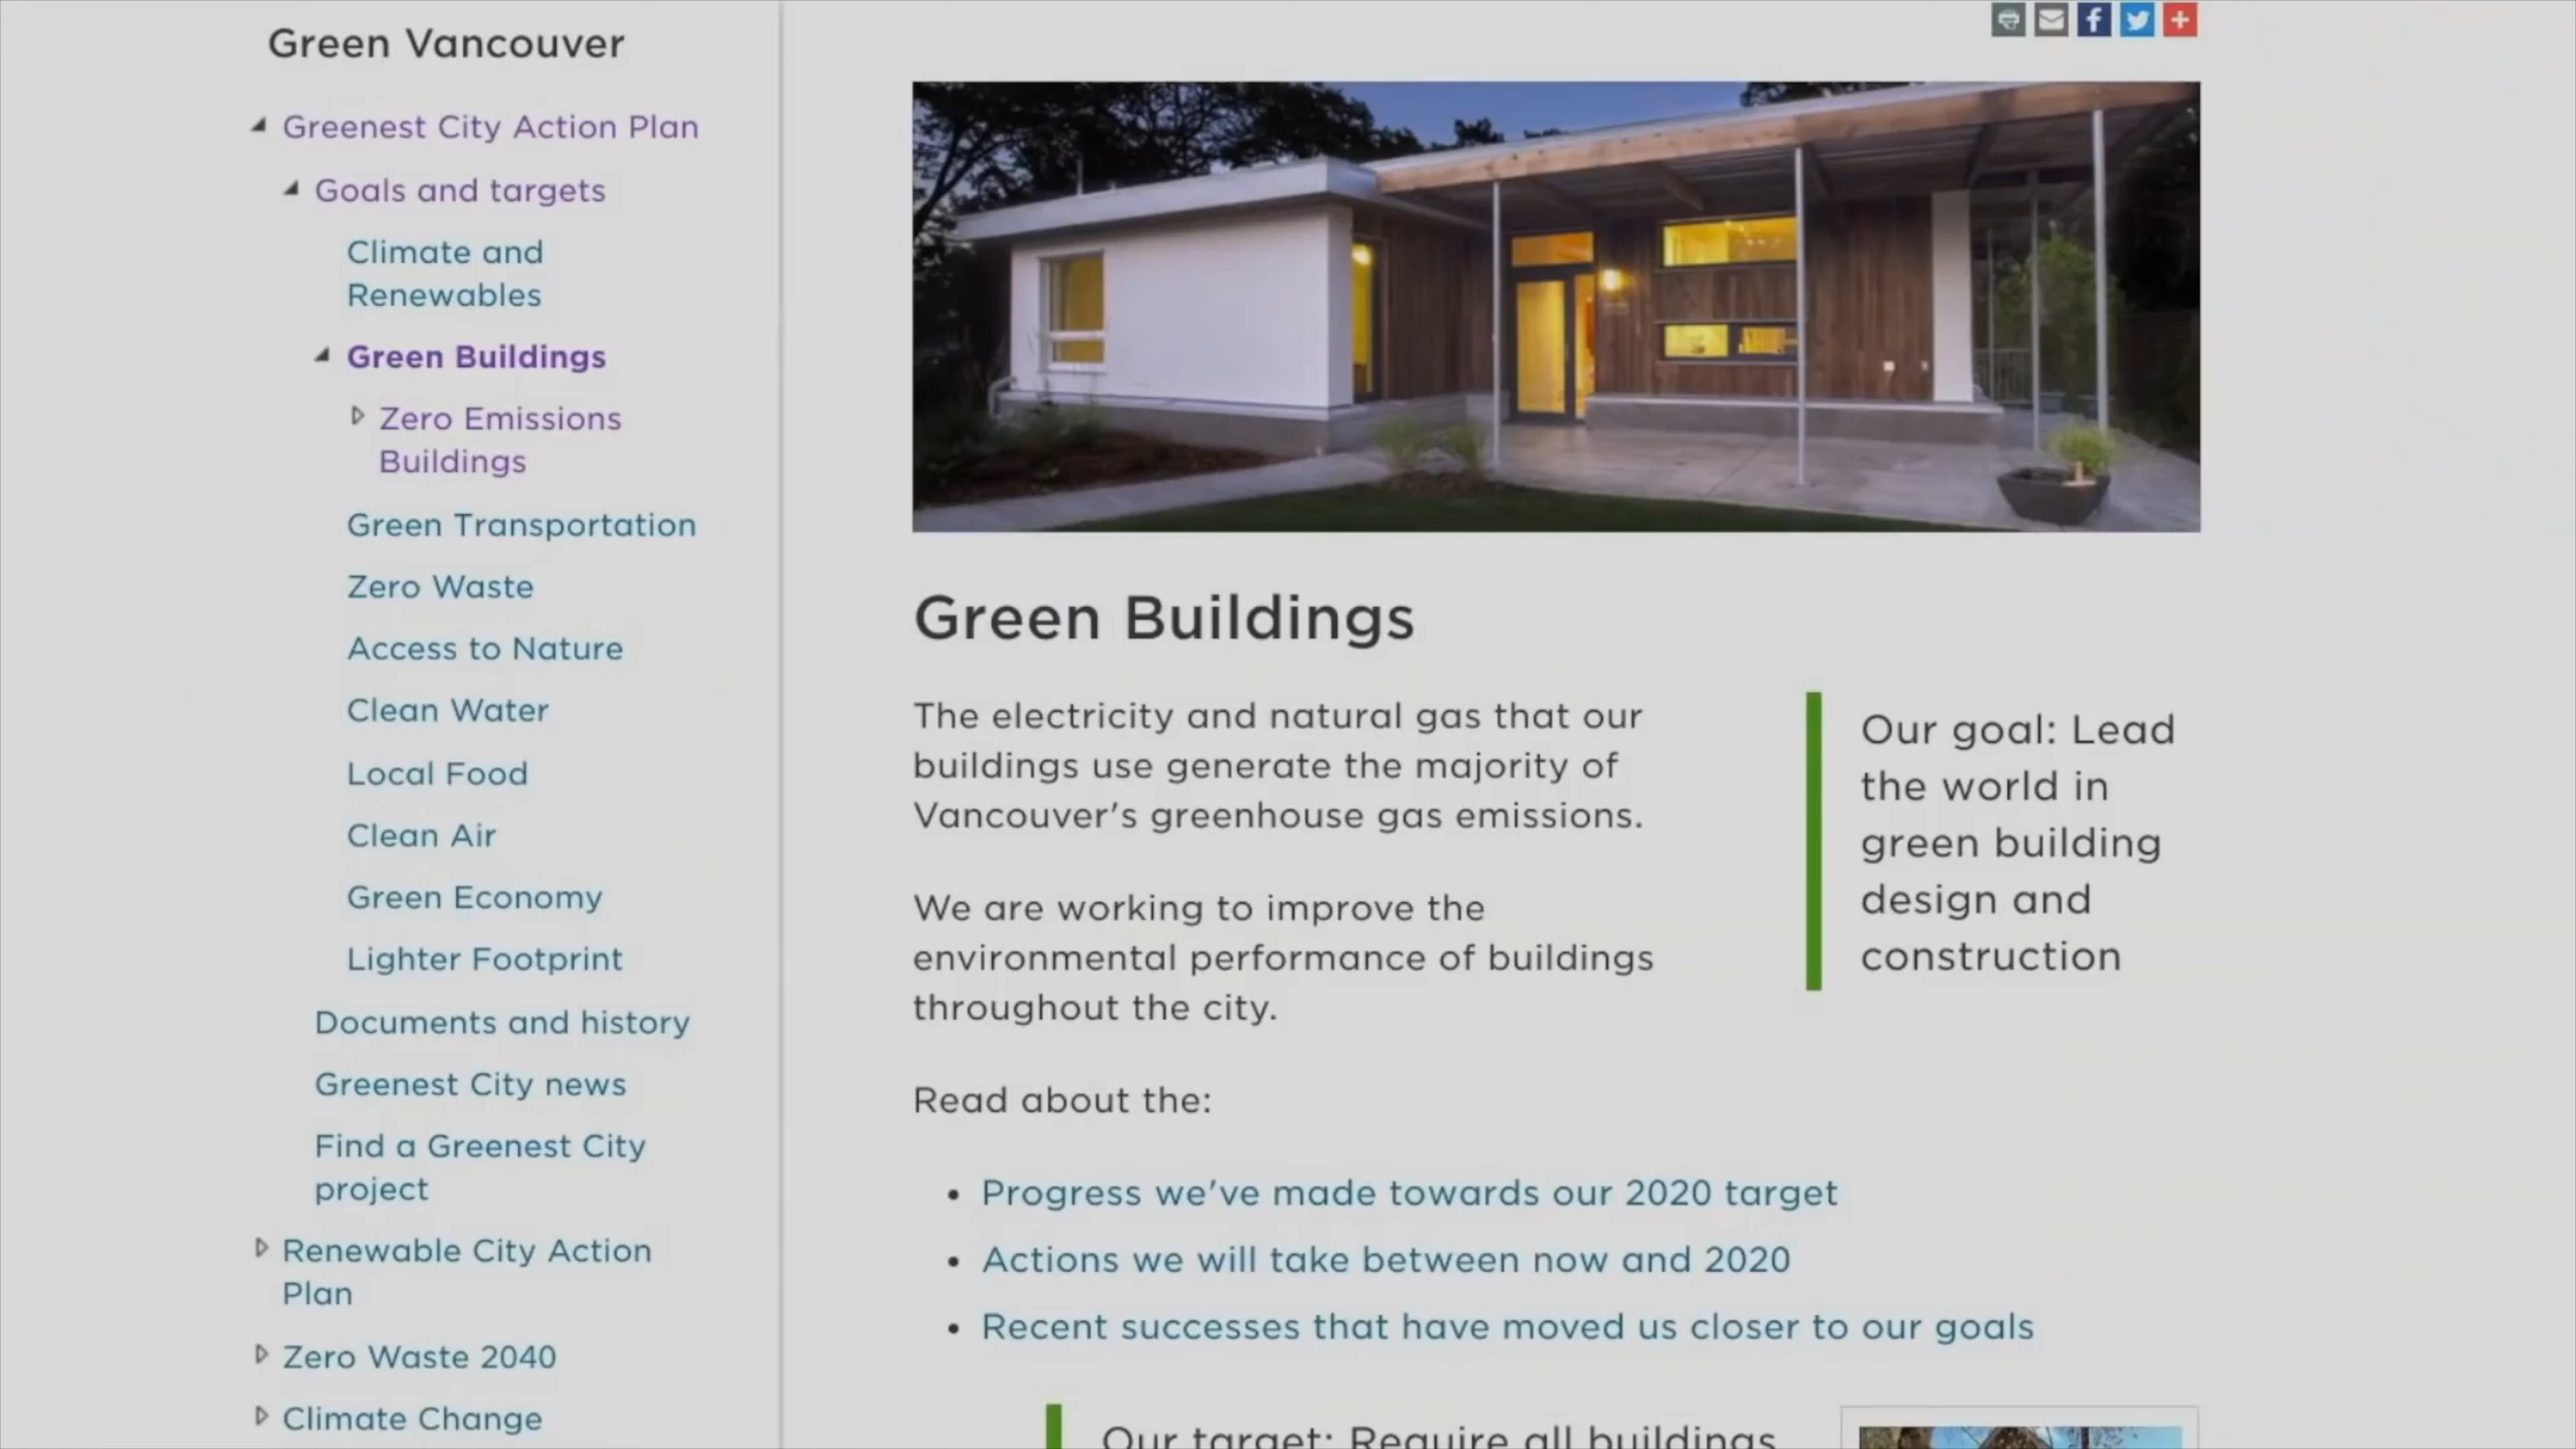 Green Vancouver
Greenest City Action Plan
Goals and targets
Climate and
Renewables
Green Buildings
Zero Emissions
Buildings
Green Transportation
Zero Waste
Access to Nature
Clean Water
Local Food
Clean Air
Green Economy
Lighter Footprint
Documents and history
Greenest City news
Find a Greenest City
project
Renewable City Action
Plan
Zero Waste 2040
Climate Change
Green Buildings
The electricity and natural gas that our
buildings use generate the majority of
Vancouver's greenhouse gas emissions.
We are working to improve the
environmental performance of buildings
throughout the city.
Our goal: Lead
the world in
green building
design and
construction
Read about the:
• Progress we've made towards our 2020 target
• Actions we will take between now and 2020
• Recent successes that have moved us closer to our goals
Our target: Require all buildings